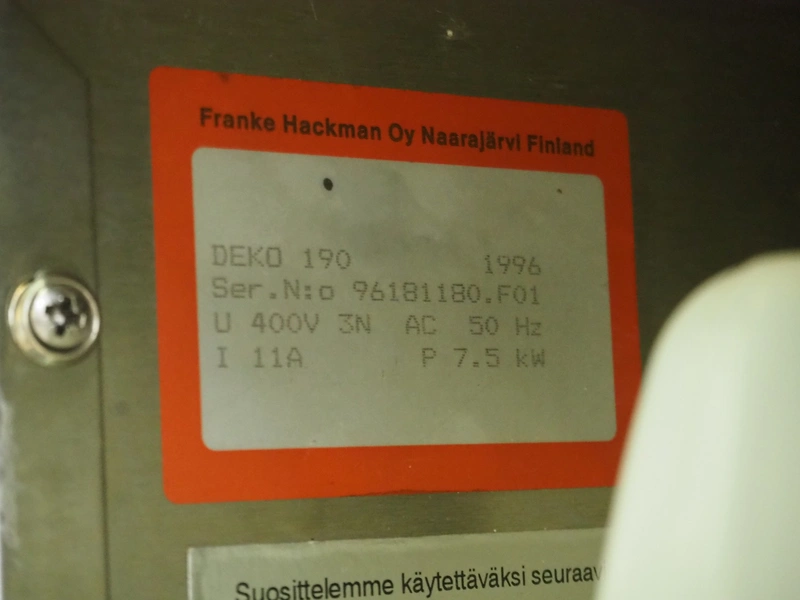 Franke Hackman Oy Naarajärvi Finland
DEKO 190 1996
Ser.N:o 96181180.F01
U 400V 3N AC 50 Hz
I 11A P 7.5 kW
Suosittelemme käytettäväksi